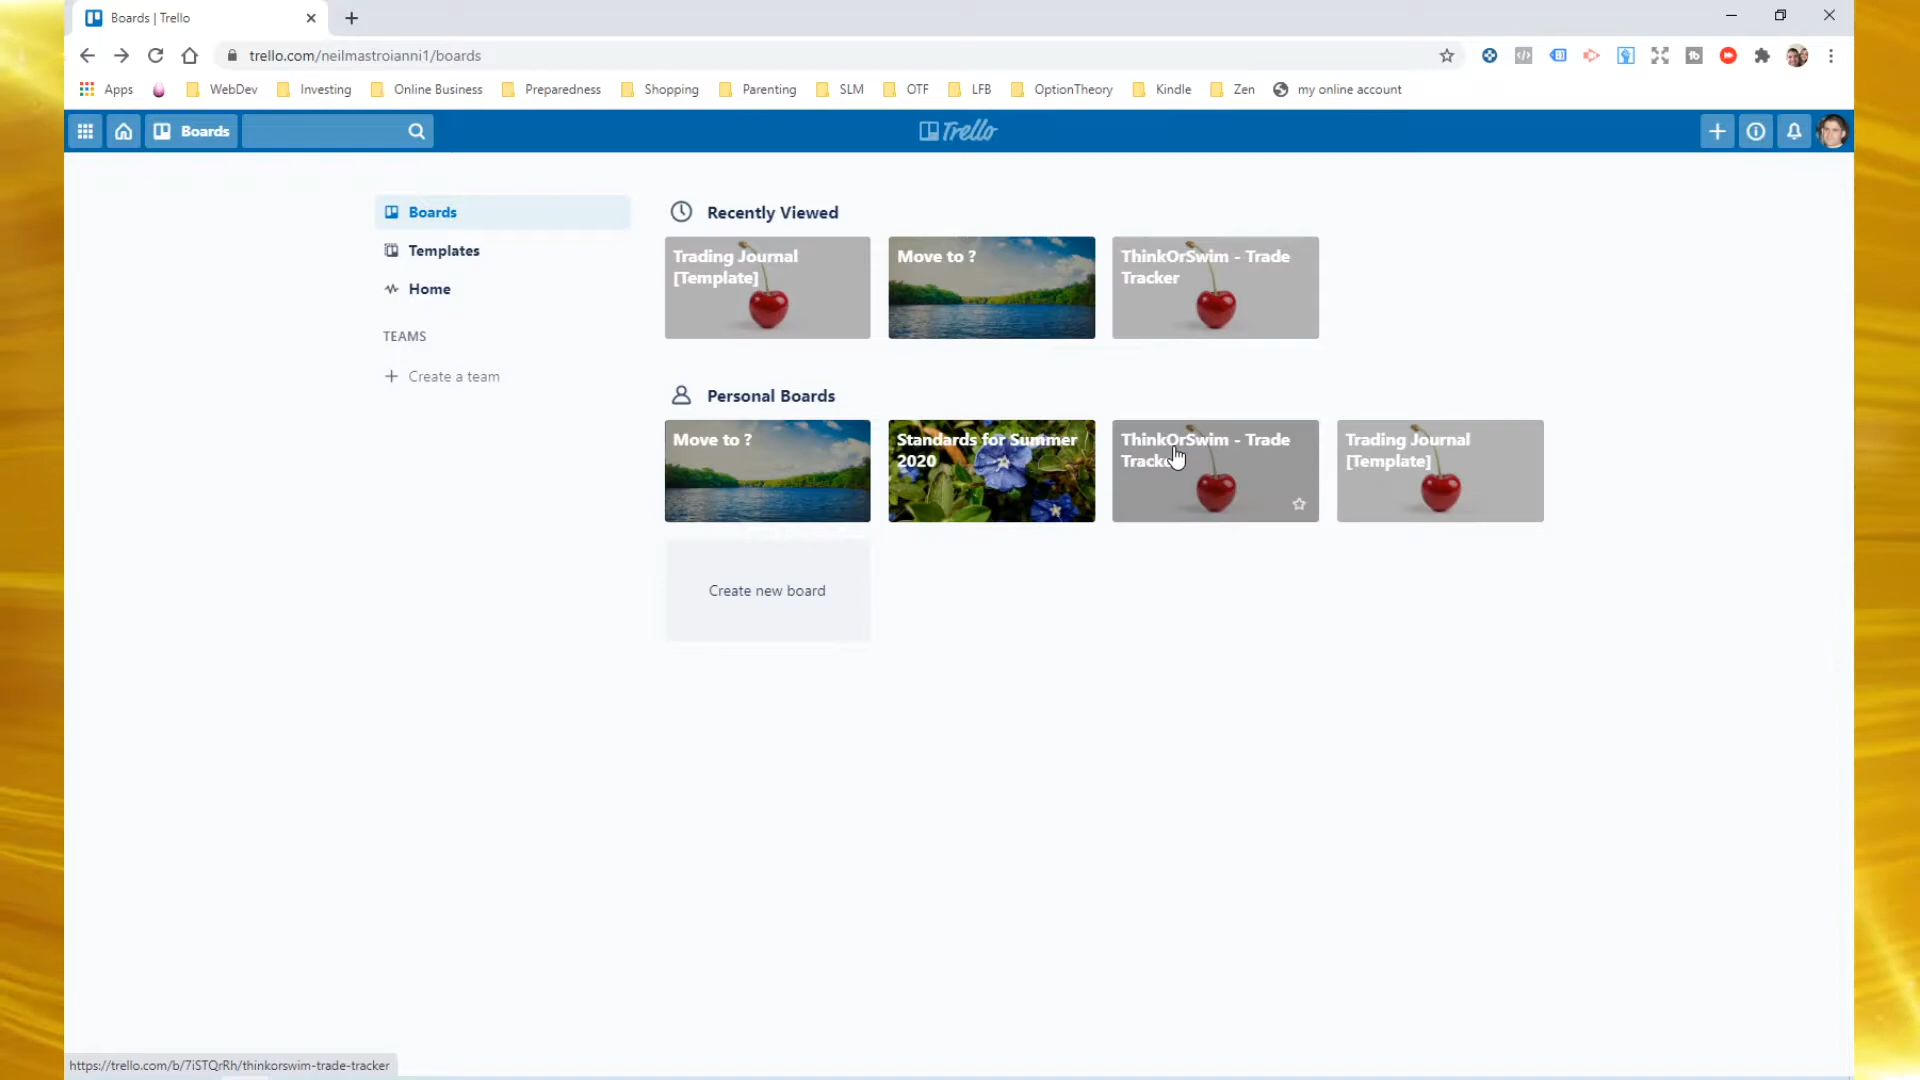 Boards | Trello
trello.com/neilmastroianni1/boards
Apps WebDev Investing Online Business Preparedness Shopping Parenting SLM OTF LFB OptionTheory Kindle Zen my online account
Boards Trello
Boards
Templates
Home
TEAMS
Create a team
Recently Viewed
Trading Journal
[Template]
Move to ?
ThinkOrSwim - Trade
Tracker
Personal Boards
Move to ?
Standards for Summer
2020
ThinkOrSwim - Trade
Tracker
Trading Journal
[Template]
Create new board
https://trello.com/b/7iSTQrRh/thinkorswim-trade-tracker